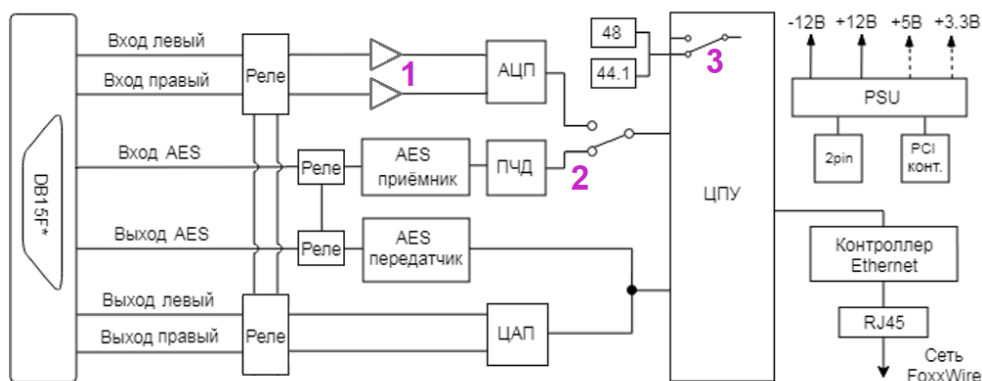 -12В +12В +5В +3.3В
Вход левый
48
1
3
Реле
АЦП
44.1
Вход правый
PSU
Вход AES
Реле
AES
приёмник
ПЧД
2
2pin
PCI
конт.
DB15F*
ЦПУ
Выход AES
Реле
AES
передатчик
Контроллер
Ethernet
Выход левый
Реле
ЦАП
RJ45
Выход правый
Сеть
FoxxWire